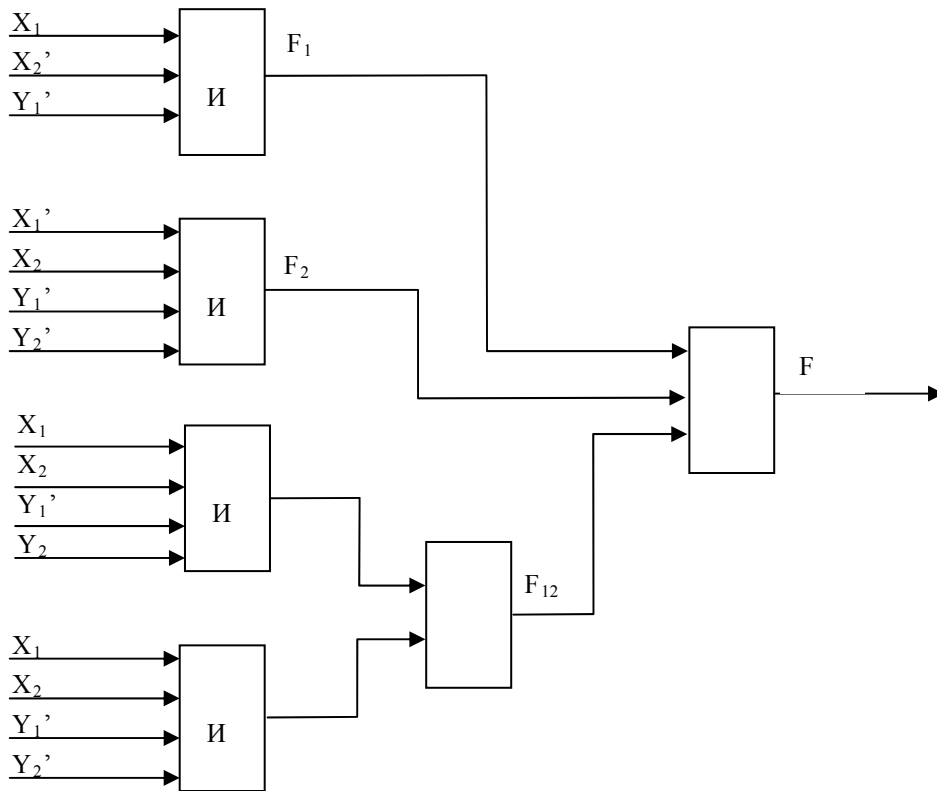 X₁
F₁
X₂’
И
Y₁’
X₁’
X₂
F₂
Y₁’
И
Y₂’
F
X₁
X₂
Y₁’
И
Y₂
F₁₂
X₁
X₂
Y₁’
И
Y₂’